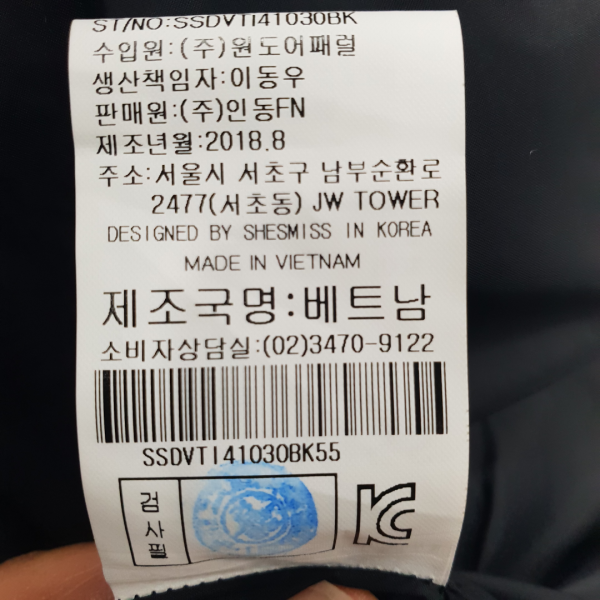 ST/NO:SSDVTI41030BK
수입원:(주)원도어패럴
생산책임자:이동우
판매원:(주)인동FN
제조년월:2018.8
주소:서울시 서초구 남부순환로
2477(서초동) JW TOWER
DESIGNED BY SHESMISS IN KOREA
MADE IN VIETNAM
제조국명:베트남
소비자상담실:(02)3470-9122
SSDVTI41030BK55
검사필
KC